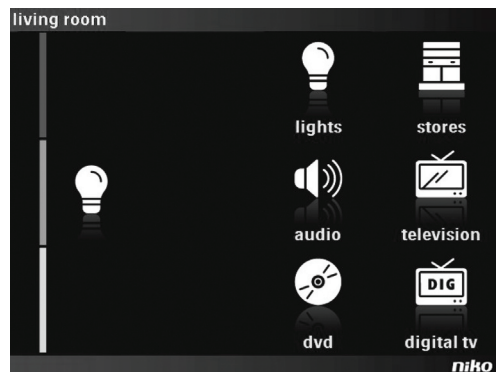 living room
lights
stores
audio
television
DIG
dvd
digital tv
niko